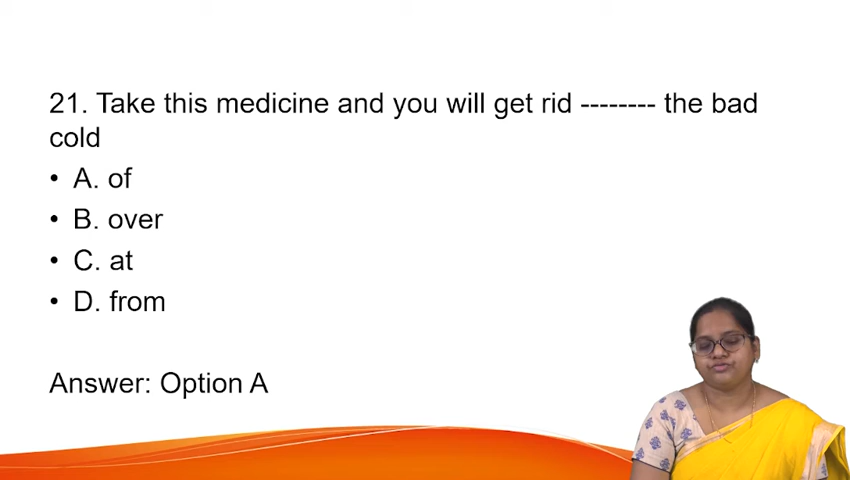 21. Take this medicine and you will get rid -------- the bad
cold
• A. of
• B. over
• C. at
• D. from
Answer: Option A